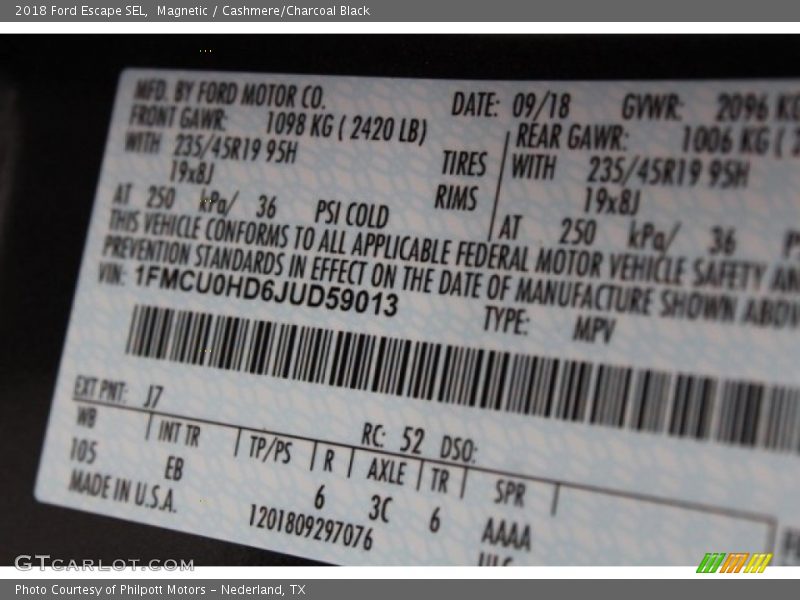 2018 Ford Escape SEL, Magnetic / Cashmere/Charcoal Black
MFD. BY FORD MOTOR CO.
DATE: 09/18 GVWR: 2096 KG
FRONT GAWR: 1098 KG ( 2420 LB) REAR GAWR: 1006 KG (
WITH 235/45R19 95H TIRES WITH 235/45R19 95H
19x8J RIMS 19x8J
AT 250 kPa/ 36 PSI COLD AT 250 kPa/ 36
THIS VEHICLE CONFORMS TO ALL APPLICABLE FEDERAL MOTOR VEHICLE SAFETY AN
PREVENTION STANDARDS IN EFFECT ON THE DATE OF MANUFACTURE SHOWN ABOV
VIN: 1FMCU0HD6JUD59013 TYPE: MPV
EXT PNT: J7 RC: 52 DSO:
WB INT TR TP/PS R AXLE TR SPR
105 EB 6 3C 6 AAAA
MADE IN U.S.A. 1201809297076
GTCARLOT.COM
Photo Courtesy of Philpott Motors - Nederland, TX